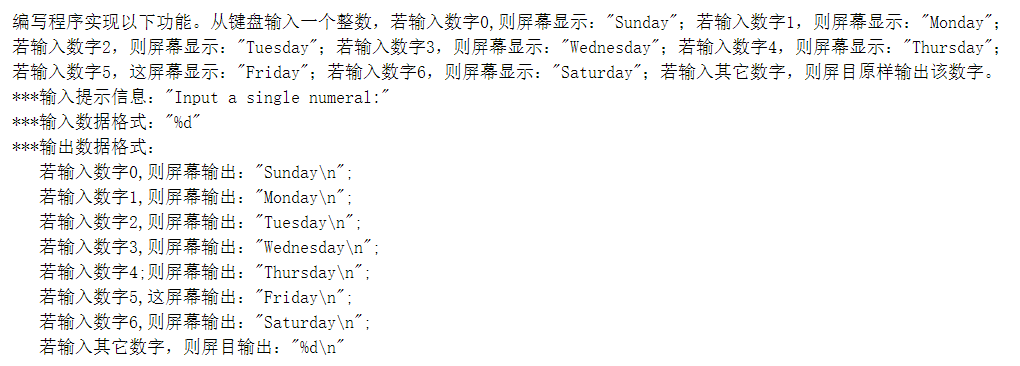 编写程序实现以下功能。从键盘输入一个整数，若输入数字0,则屏幕显示："Sunday"；若输入数字1，则屏幕显示："Monday"；
若输入数字2，则屏幕显示："Tuesday"；若输入数字3，则屏幕显示："Wednesday"；若输入数字4，则屏幕显示："Thursday"；
若输入数字5，这屏幕显示："Friday"；若输入数字6，则屏幕显示："Saturday"；若输入其它数字，则屏目原样输出该数字。
***输入提示信息："Input a single numeral:"
***输入数据格式："%d"
***输出数据格式：
若输入数字0,则屏幕输出："Sunday\n";
若输入数字1,则屏幕输出："Monday\n";
若输入数字2,则屏幕输出："Tuesday\n";
若输入数字3,则屏幕输出："Wednesday\n";
若输入数字4;则屏幕输出："Thursday\n";
若输入数字5,这屏幕输出："Friday\n";
若输入数字6,则屏幕输出："Saturday\n";
若输入其它数字，则屏目输出："%d\n"